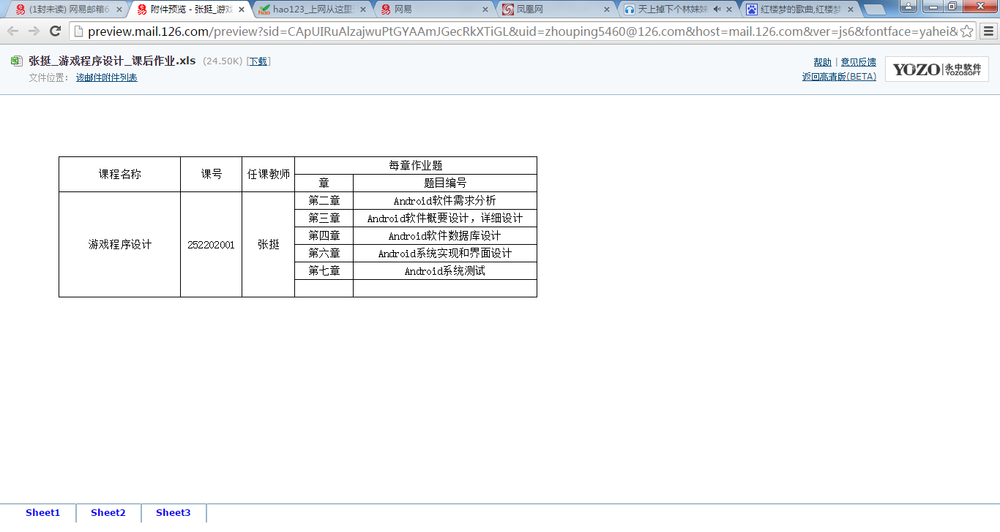 (1封未读) 网易邮箱6
附件预览 - 张挺_游戏
hao123_上网从这里
网易
凤凰网
天上掉下个林妹妹
红楼梦的歌曲,红楼梦
preview.mail.126.com/preview?sid=CApUIRuAlzajwuPtGYAAmJGecRkXTiGL&uid=zhouping5460@126.com&host=mail.126.com&ver=js6&fontface=yahei&
张挺_游戏程序设计_课后作业.xls (24.50K) [下载]
文件位置： 该邮件附件列表
帮助 | 意见反馈
返回高清版(BETA)
YOZO 永中软件
YOZOSOFT
课程名称 课号 任课教师 每章作业题
章 题目编号
游戏程序设计 252202001 张挺
第二章 Android软件需求分析
第三章 Android软件概要设计，详细设计
第四章 Android软件数据库设计
第六章 Android系统实现和界面设计
第七章 Android系统测试
Sheet1 Sheet2 Sheet3